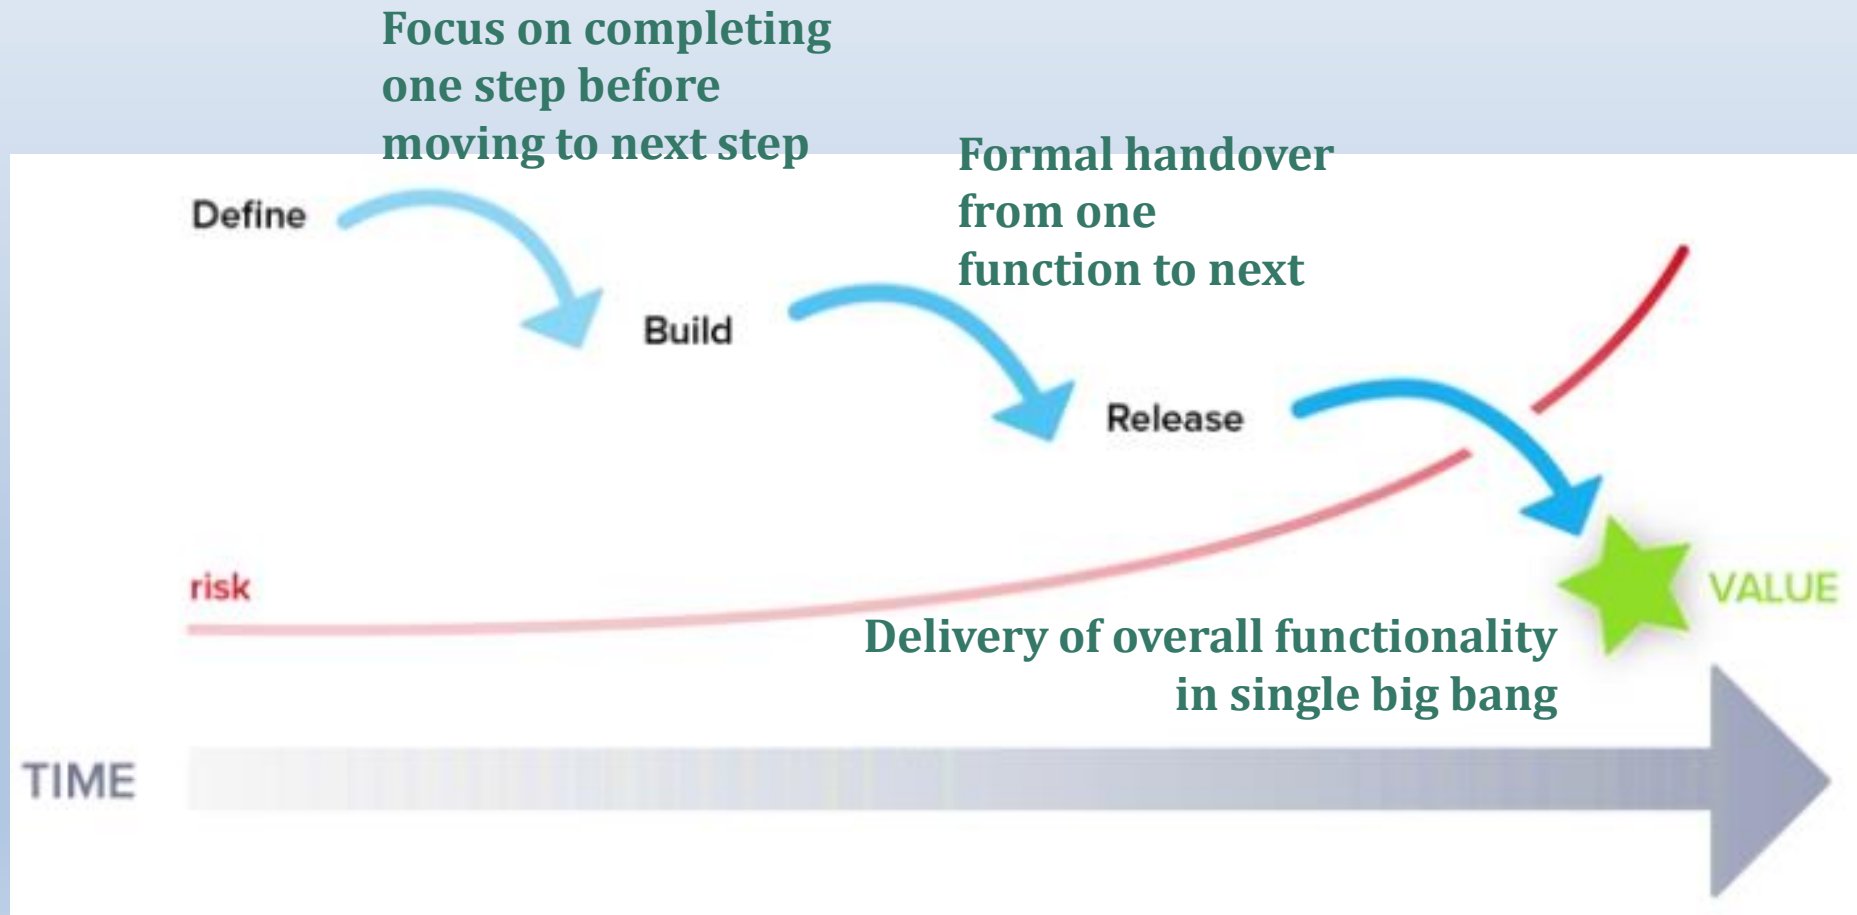 Focus on completing
one step before
moving to next step
Formal handover
from one
function to next
Define
Build
Release
risk
VALUE
Delivery of overall functionality
in single big bang
TIME